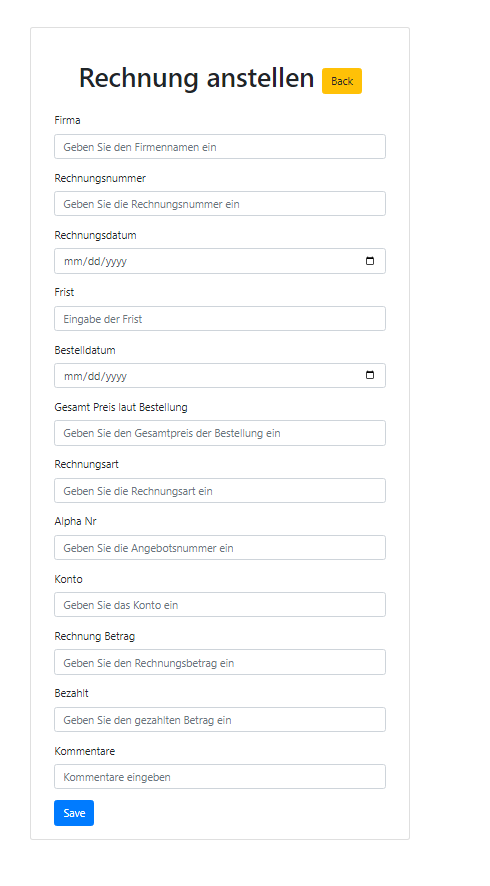 Rechnung anstellen Back
Firma
Geben Sie den Firmennamen ein
Rechnungsnummer
Geben Sie die Rechnungsnummer ein
Rechnungsdatum
mm/dd/yyyy
Frist
Eingabe der Frist
Bestelldatum
mm/dd/yyyy
Gesamt Preis laut Bestellung
Geben Sie den Gesamtpreis der Bestellung ein
Rechnungsart
Geben Sie die Rechnungsart ein
Alpha Nr
Geben Sie die Angebotsnummer ein
Konto
Geben Sie das Konto ein
Rechnung Betrag
Geben Sie den Rechnungsbetrag ein
Bezahlt
Geben Sie den gezahlten Betrag ein
Kommentare
Kommentare eingeben
Save